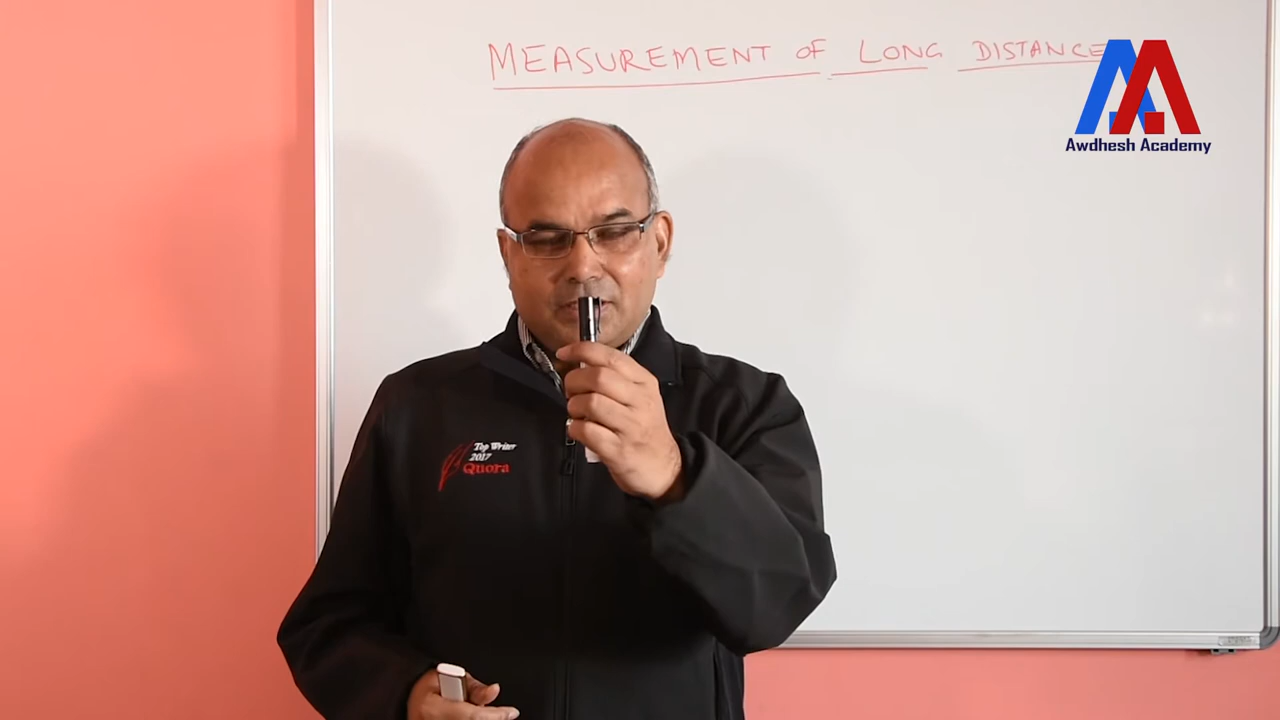 MEASUREMENT OF LONG DISTANCE
Awdhesh Academy
Top Writer
2017
Quora